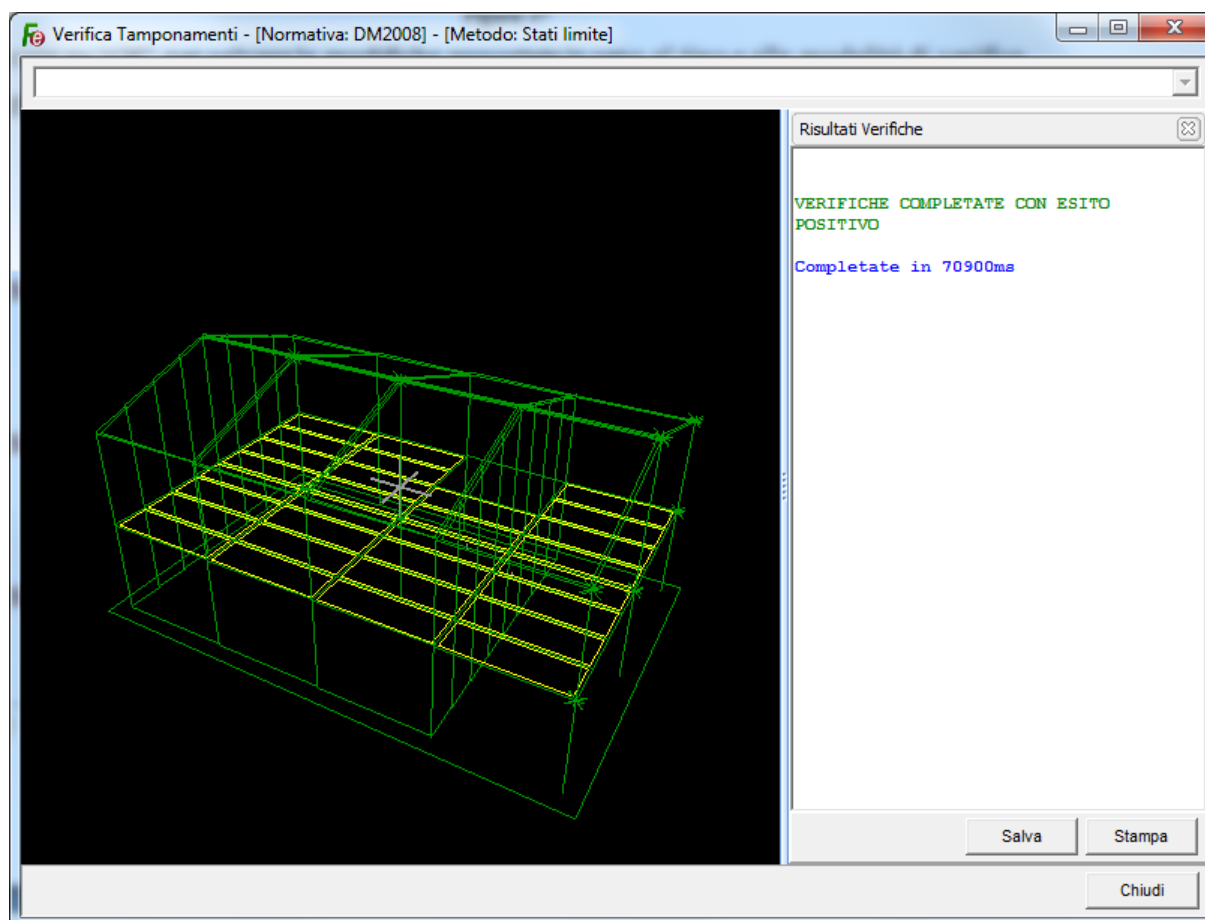 Verifica Tamponamenti - [Normativa: DM2008] - [Metodo: Stati limite]
Risultati Verifiche
VERIFICHE COMPLETATE CON ESITO
POSITIVO
Completate in 70900ms
Salva
Stampa
Chiudi